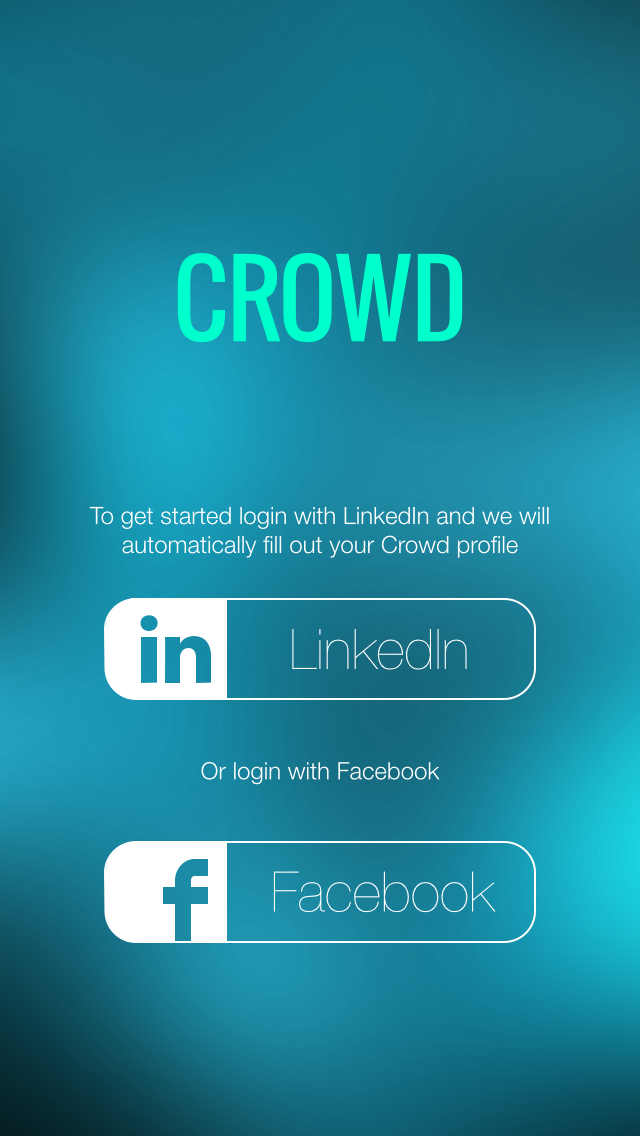 CROWD
To get started login with LinkedIn and we will
automatically fill out your Crowd profile
in LinkedIn
Or login with Facebook
f Facebook